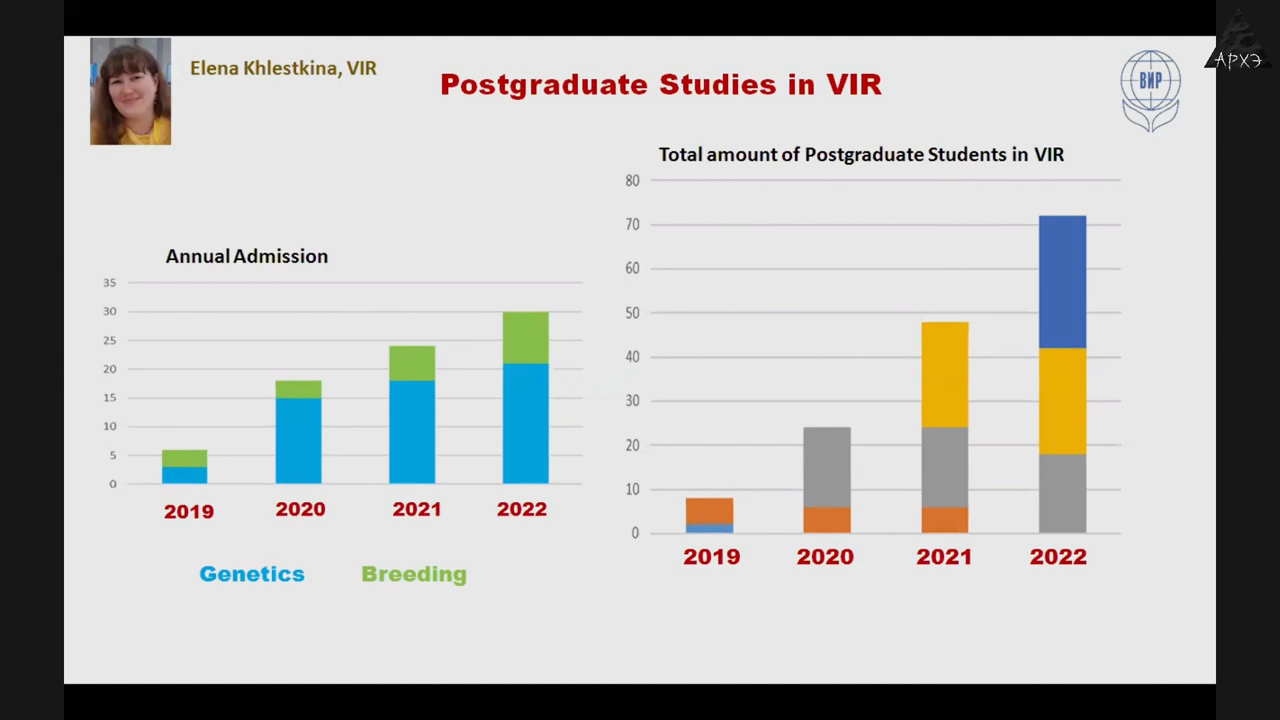 Elena Khlestkina, VIR
Postgraduate Studies in VIR
ВИР
АРХЭ
Annual Admission
35
30
25
20
15
10
5
0
2019 2020 2021 2022
Genetics Breeding
Total amount of Postgraduate Students in VIR
80
70
60
50
40
30
20
10
0
2019 2020 2021 2022